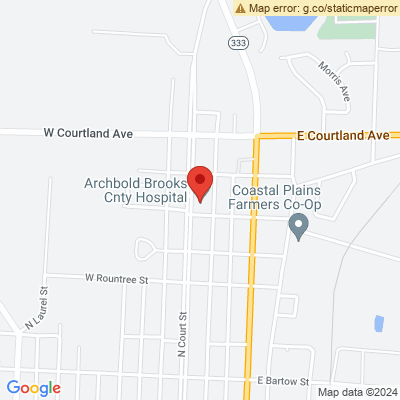 Map error: g.co/staticmaperror
333
Morris Ave
W Courtland Ave
E Courtland Ave
Archbold Brooks
Cnty Hospital
Coastal Plains
Farmers Co-Op
W Rountree St
N Laurel St
N Court St
E Bartow St
Google
Map data ©2024